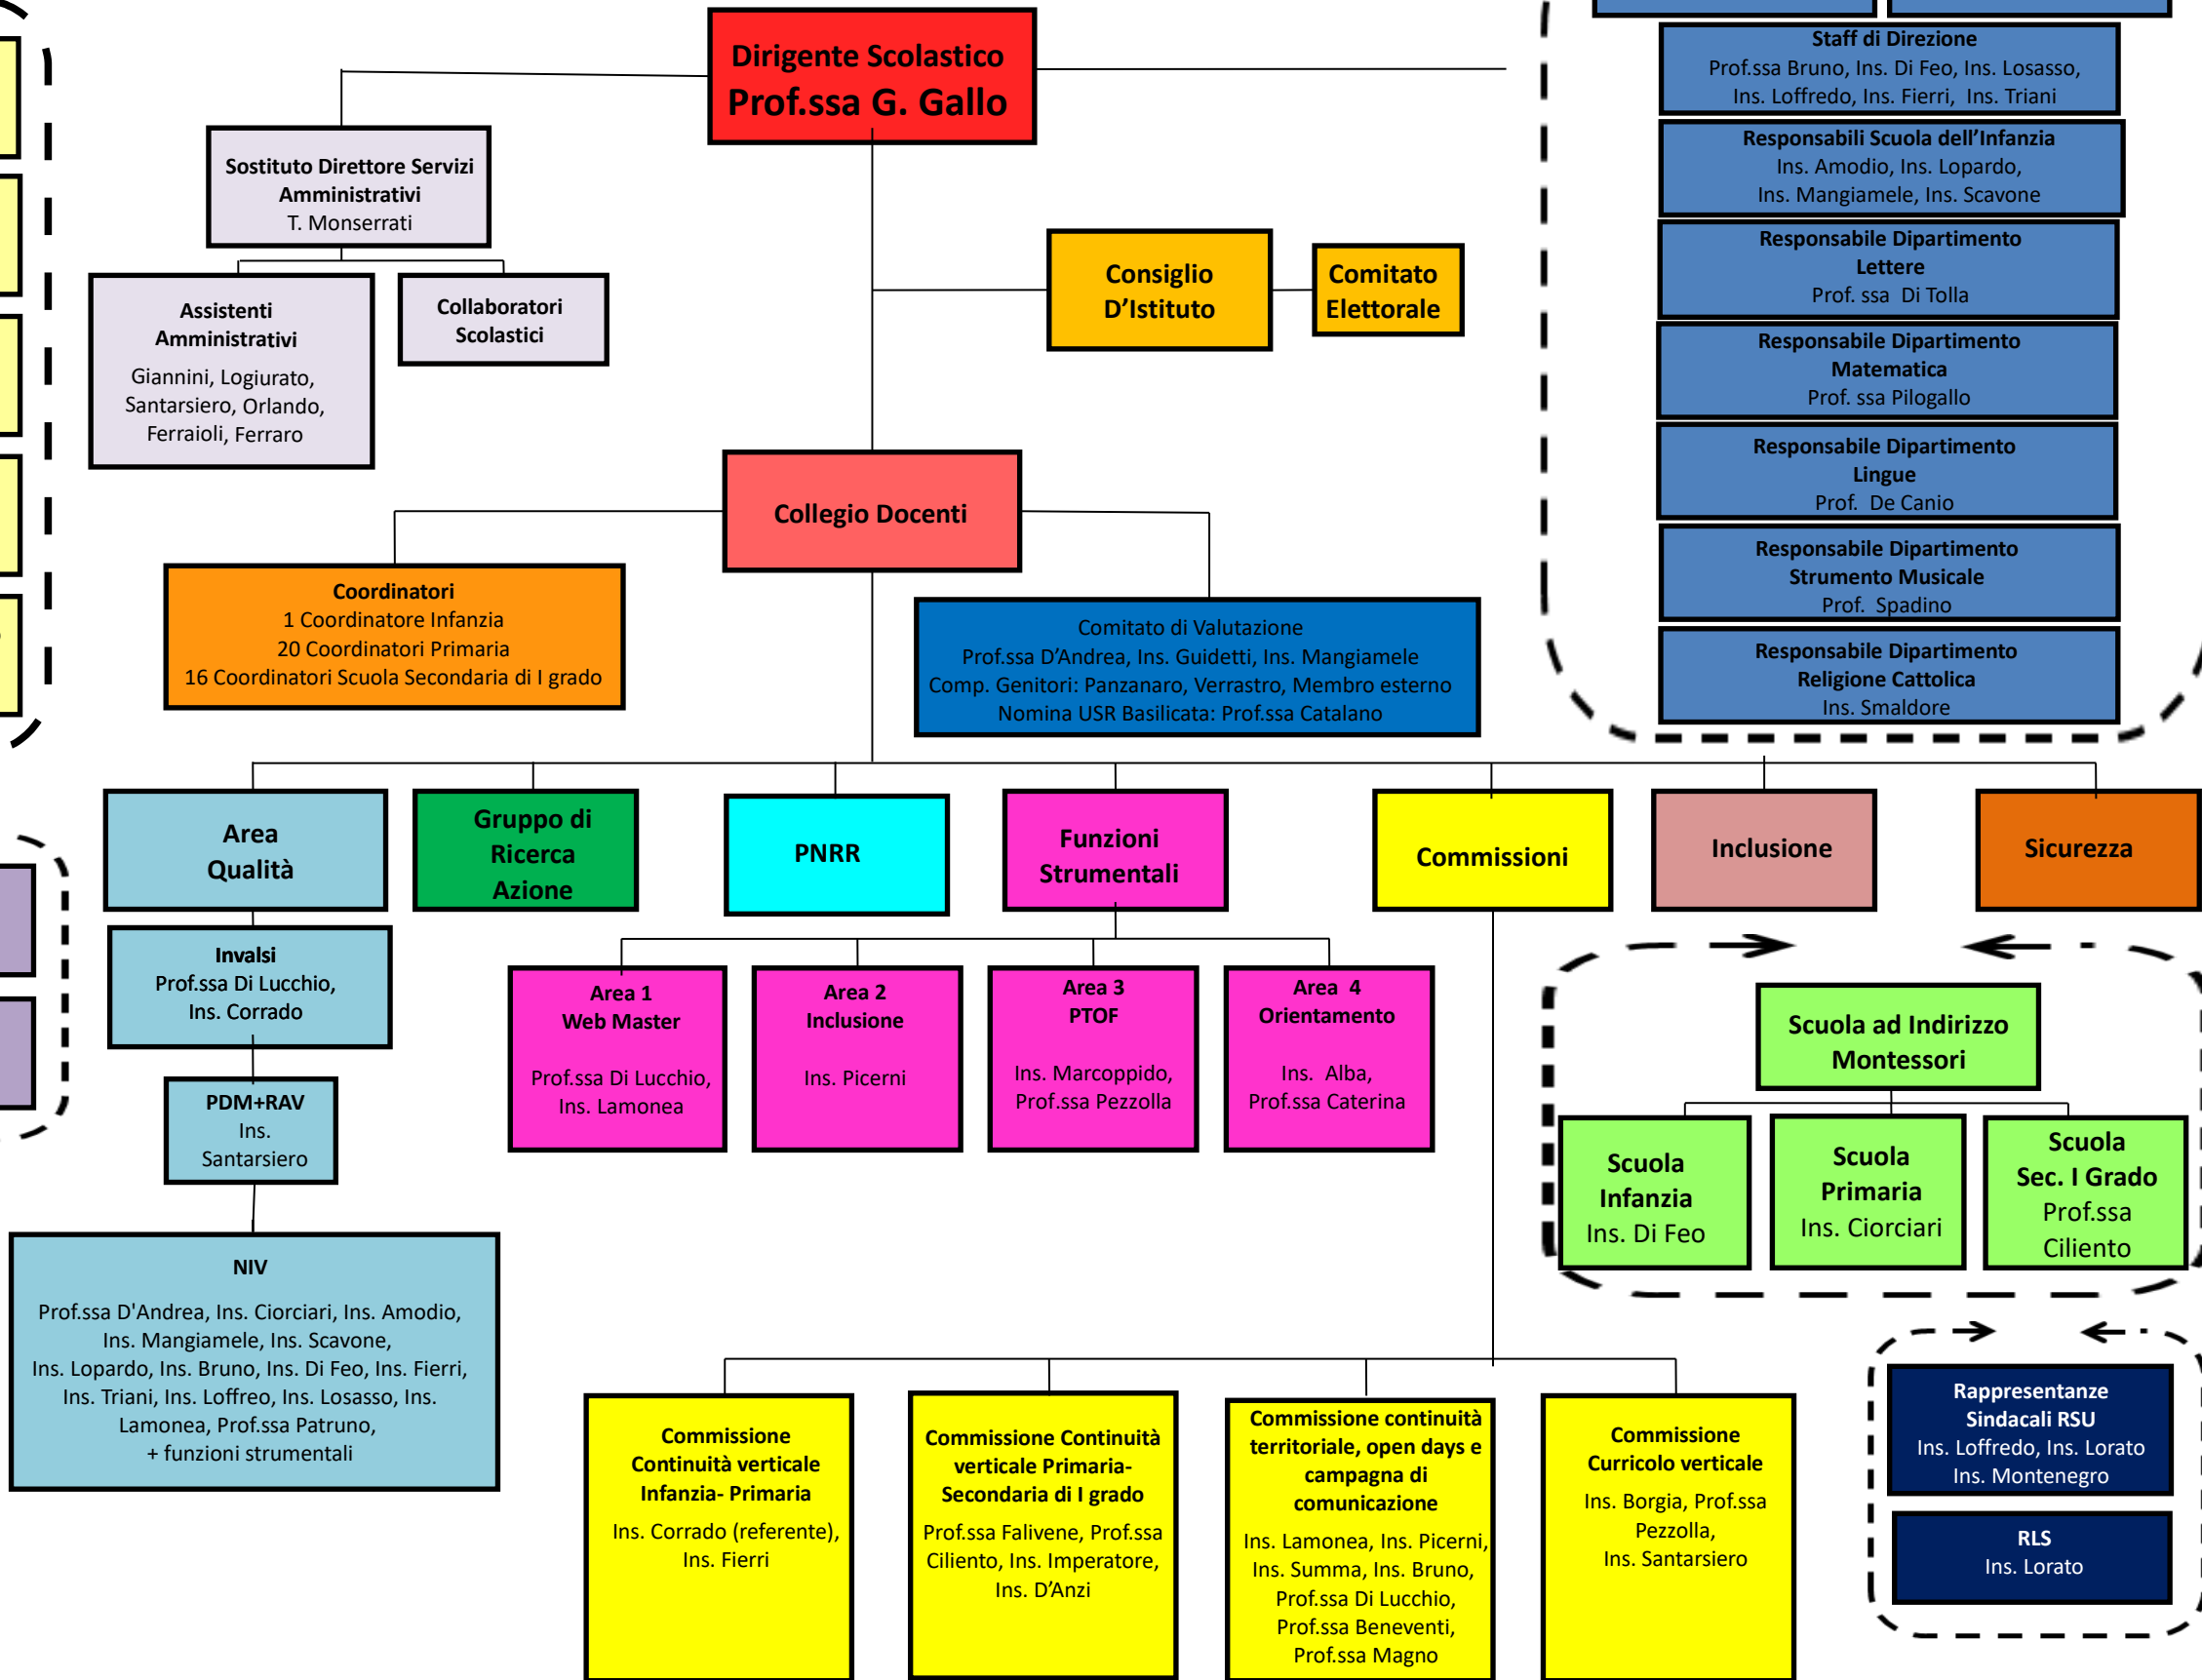 Dirigente Scolastico
Prof.ssa G. Gallo
Sostituto Direttore Servizi
Amministrativi
T. Monserrati
Assistenti
Amministrativi
Giannini, Logiurato,
Santarsiero, Orlando,
Ferraioli, Ferraro
Collaboratori
Scolastici
Consiglio
D’Istituto
Comitato
Elettorale
Staff di Direzione
Prof.ssa Bruno, Ins. Di Feo, Ins. Losasso,
Ins. Loffredo, Ins. Fierri, Ins. Triani
Responsabili Scuola dell’Infanzia
Ins. Amodio, Ins. Lopardo,
Ins. Mangiamele, Ins. Scavone
Responsabile Dipartimento
Lettere
Prof. ssa Di Tolla
Responsabile Dipartimento
Matematica
Prof. ssa Pilogallo
Responsabile Dipartimento
Lingue
Prof. De Canio
Responsabile Dipartimento
Strumento Musicale
Prof. Spadino
Responsabile Dipartimento
Religione Cattolica
Ins. Smaldore
Collegio Docenti
Coordinatori
1 Coordinatore Infanzia
20 Coordinatori Primaria
16 Coordinatori Scuola Secondaria di I grado
Comitato di Valutazione
Prof.ssa D’Andrea, Ins. Guidetti, Ins. Mangiamele
Comp. Genitori: Panzanaro, Verrastro, Membro esterno
Nomina USR Basilicata: Prof.ssa Catalano
Area
Qualità
Gruppo di
Ricerca
Azione
PNRR
Funzioni
Strumentali
Commissioni
Inclusione
Sicurezza
Invalsi
Prof.ssa Di Lucchio,
Ins. Corrado
PDM+RAV
Ins.
Santarsiero
NIV
Prof.ssa D'Andrea, Ins. Ciorciari, Ins. Amodio,
Ins. Mangiamele, Ins. Scavone,
Ins. Lopardo, Ins. Bruno, Ins. Di Feo, Ins. Fierri,
Ins. Triani, Ins. Loffreo, Ins. Losasso, Ins.
Lamonea, Prof.ssa Patruno,
+ funzioni strumentali
Area 1
Web Master
Prof.ssa Di Lucchio,
Ins. Lamonea
Area 2
Inclusione
Ins. Picerni
Area 3
PTOF
Ins. Marcoppido,
Prof.ssa Pezzolla
Area 4
Orientamento
Ins. Alba,
Prof.ssa Caterina
Scuola ad Indirizzo
Montessori
Scuola
Infanzia
Ins. Di Feo
Scuola
Primaria
Ins. Ciorciari
Scuola
Sec. I Grado
Prof.ssa
Ciliento
Commissione
Continuità verticale
Infanzia- Primaria
Ins. Corrado (referente),
Ins. Fierri
Commissione Continuità
verticale Primaria-
Secondaria di I grado
Prof.ssa Falivene, Prof.ssa
Ciliento, Ins. Imperatore,
Ins. D’Anzi
Commissione continuità
territoriale, open days e
campagna di
comunicazione
Ins. Lamonea, Ins. Picerni,
Ins. Summa, Ins. Bruno,
Prof.ssa Di Lucchio,
Prof.ssa Beneventi,
Prof.ssa Magno
Commissione
Curricolo verticale
Ins. Borgia, Prof.ssa
Pezzolla,
Ins. Santarsiero
Rappresentanze
Sindacali RSU
Ins. Loffredo, Ins. Lorato
Ins. Montenegro
RLS
Ins. Lorato